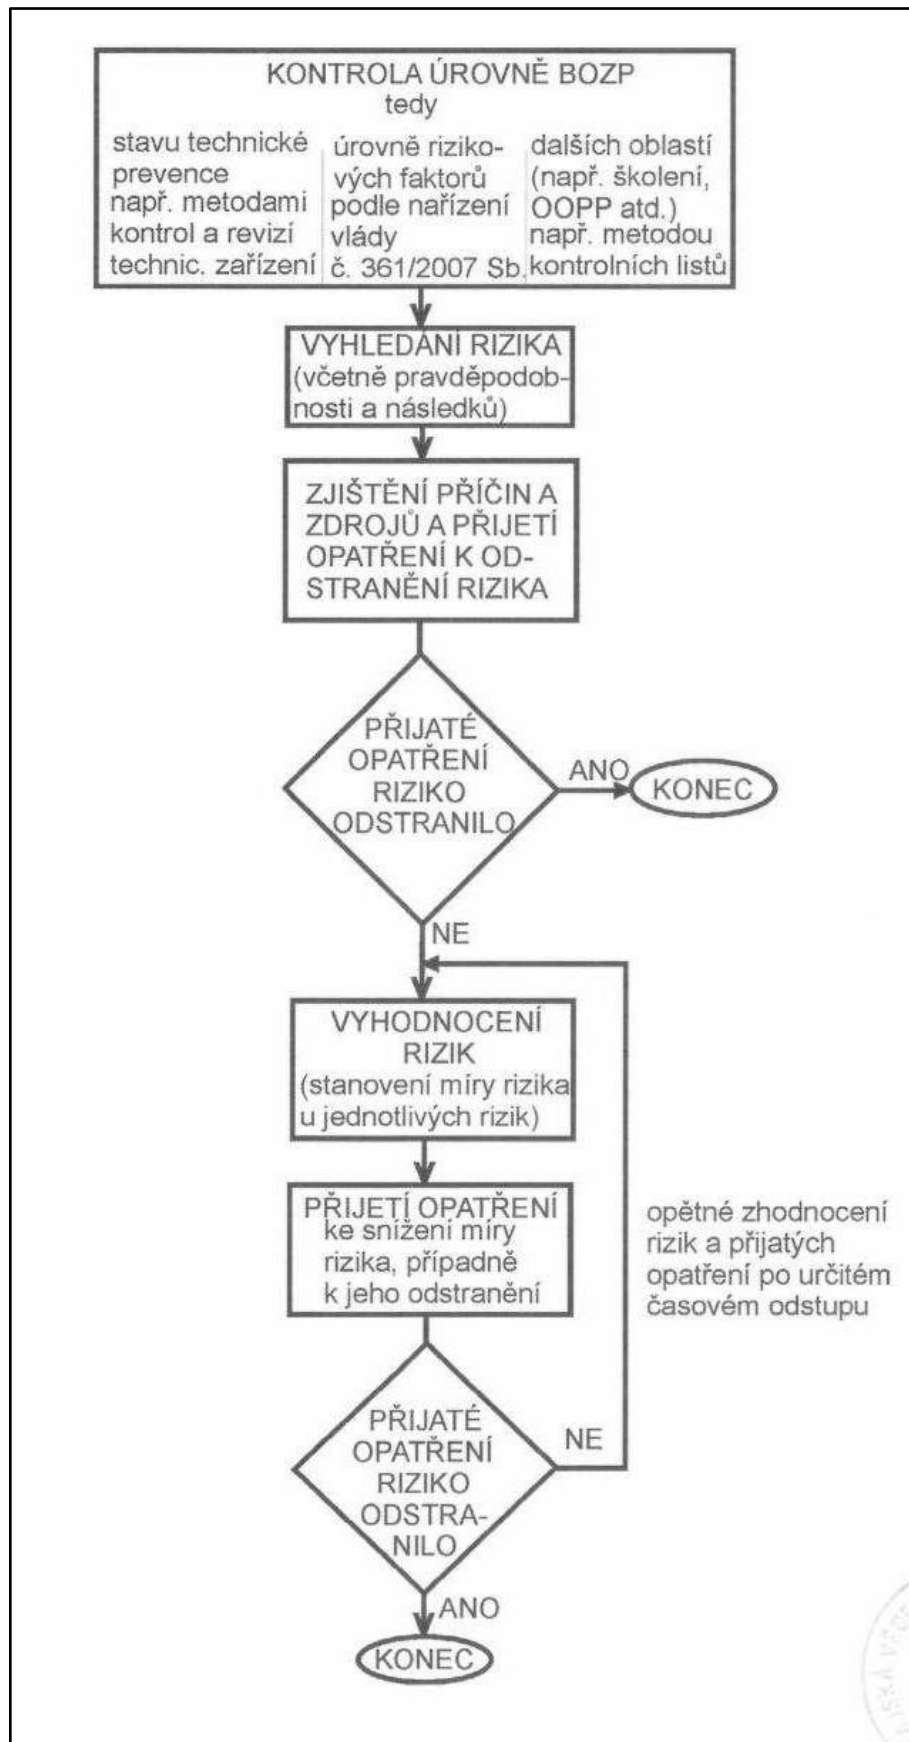 KONTROLA ÚROVNĚ BOZP
tedy
stavu technické
prevence
např. metodami
kontrol a revizí
technic. zařízení
úrovně riziko-
vých faktorů
podle nařízení
vlády
č. 361/2007 Sb.
dalších oblastí
(např. školení,
OOPP atd.)
např. metodou
kontrolních listů
VYHLEDÁNÍ RIZIKA
(včetně pravděpodob-
nosti a následků)
ZJIŠTĚNÍ PŘÍČIN A
ZDROJŮ A PŘIJETÍ
OPATŘENÍ K OD-
STRANĚNÍ RIZIKA
PŘIJATÉ
OPATŘENÍ
RIZIKO
ODSTRANILO
ANO
KONEC
NE
VYHODNOCENÍ
RIZIK
(stanovení míry rizika
u jednotlivých rizik)
PŘIJETÍ OPATŘENÍ
ke snížení míry
rizika, případně
k jeho odstranění
opětné zhodnocení
rizik a přijatých
opatření po určitém
časovém odstupu
PŘIJATÉ
OPATŘENÍ
RIZIKO
ODSTRA-
NILO
NE
ANO
KONEC